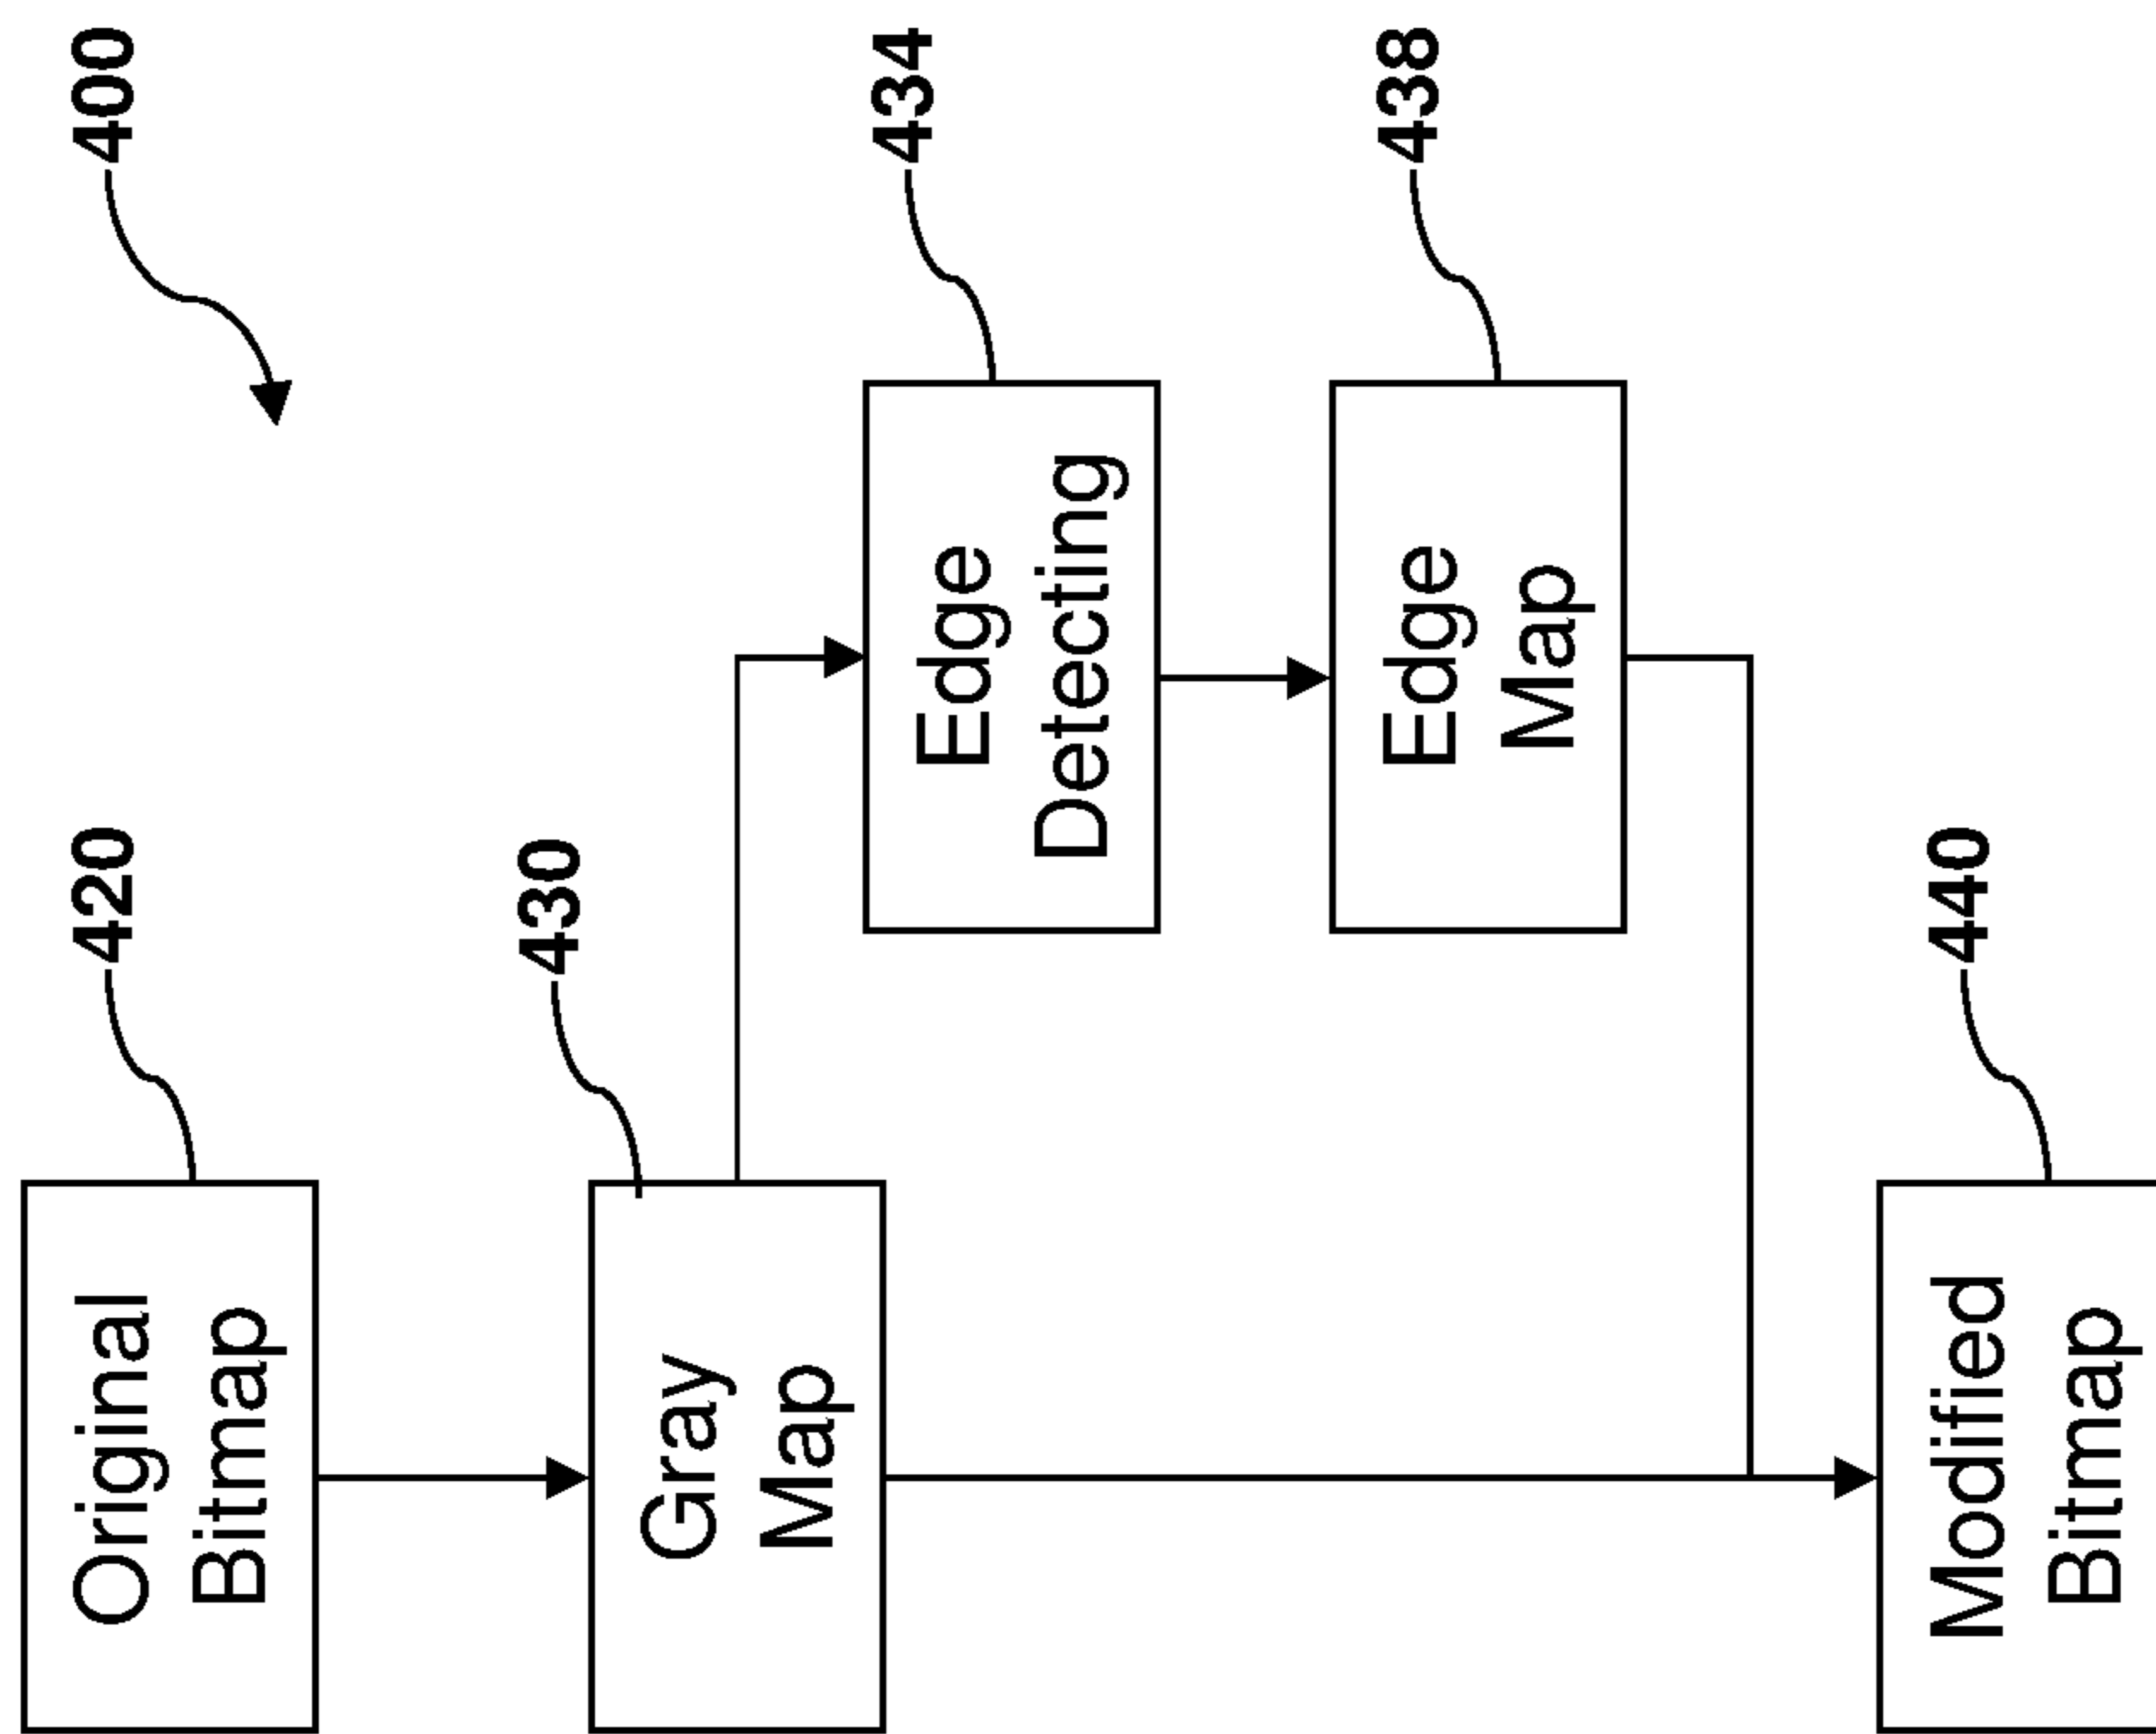 400
420
Original
Bitmap
430
Gray
Map
434
Edge
Detecting
438
Edge
Map
440
Modified
Bitmap